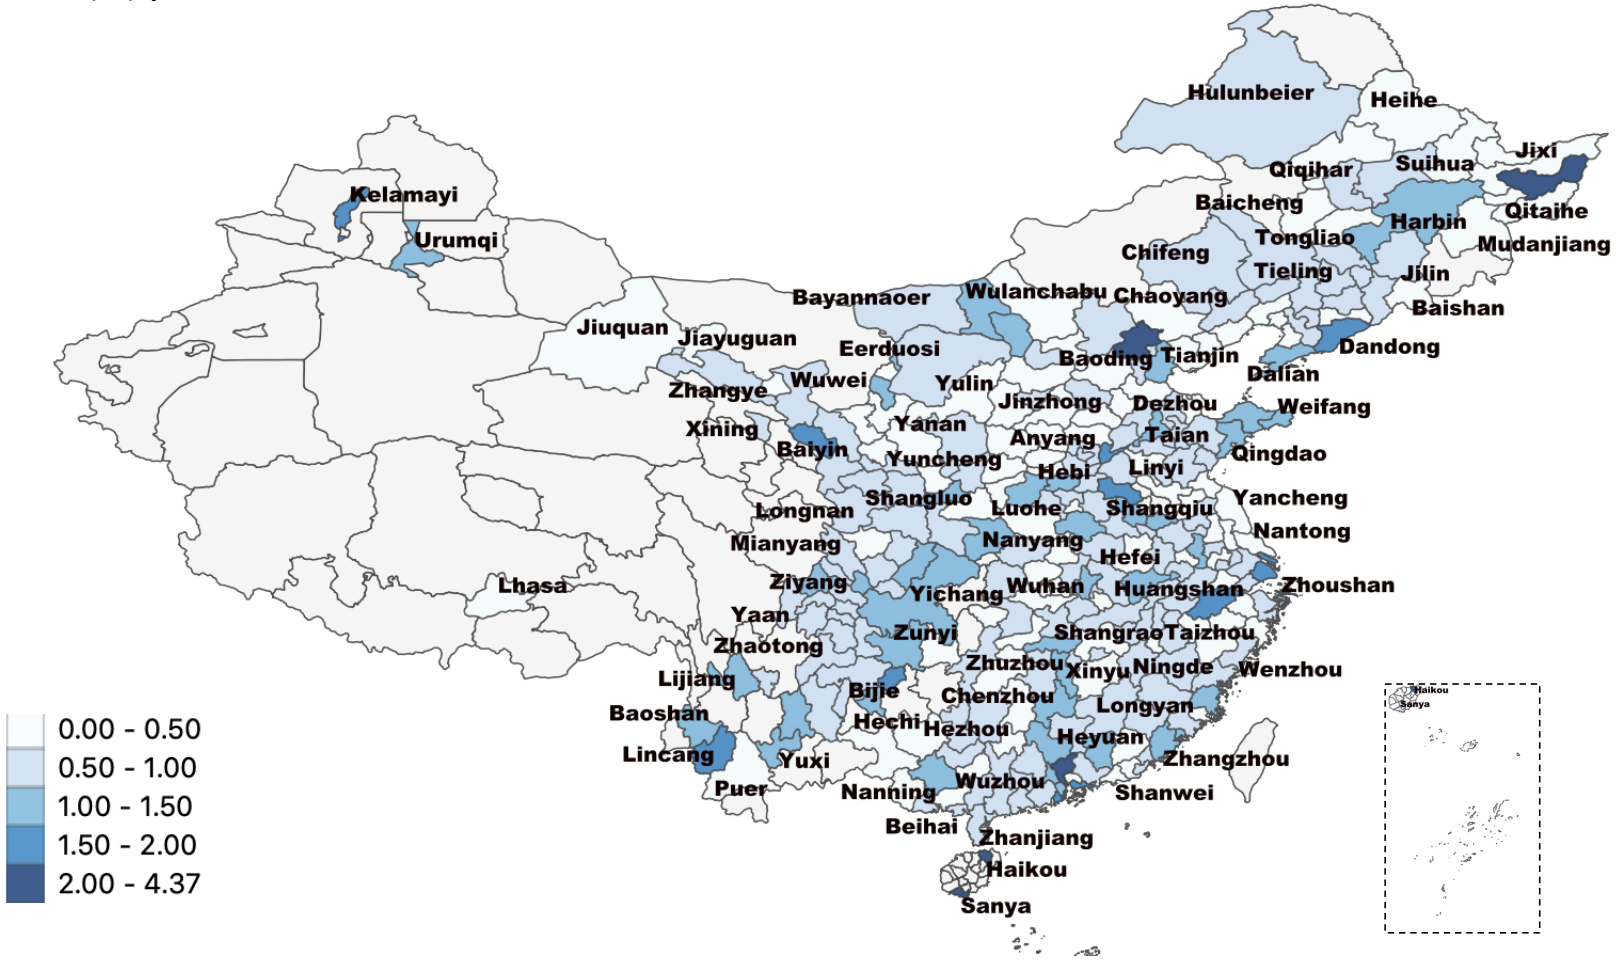 Hulunbeier
Heihe
Jixi
Qiqihar
Suihua
Kelamayi
Baicheng
Qitaihe
Harbin
Urumqi
Tongliao
Mudanjiang
Chifeng
Tieling
Jilin
Wulanchabu
Chaoyang
Bayannaoer
Baishan
Jiuquan
Jiayuguan
Eerduosi
Baoding
Tianjin
Dandong
Dalian
Wuwei
Zhangye
Yulin
Jinzhong
Dezhou
Weifang
Yanan
Xining
Anyang
Taian
Baiyin
Qingdao
Yuncheng
Hebi
Linyi
Shangluo
Yancheng
Longnan
Luohe
Shangqiu
Nantong
Mianyang
Nanyang
Hefei
Ziyang
Lhasa
Yichang
Wuhan
Huangshan
Zhoushan
Yaan
Zunyi
Shangrao
Taizhou
Zhaotong
Zhuzhou
Xinyu
Ningde
Wenzhou
Lijiang
Bijie
Chenzhou
Longyan
Haikou
Sanya
Baoshan
Hechi
Hezhou
Heyuan
0.00 - 0.50
Lincang
Yuxi
Zhangzhou
0.50 - 1.00
Puer
Nanning
Wuzhou
Shanwei
1.00 - 1.50
Beihai
Zhanjiang
1.50 - 2.00
Haikou
2.00 - 4.37
Sanya